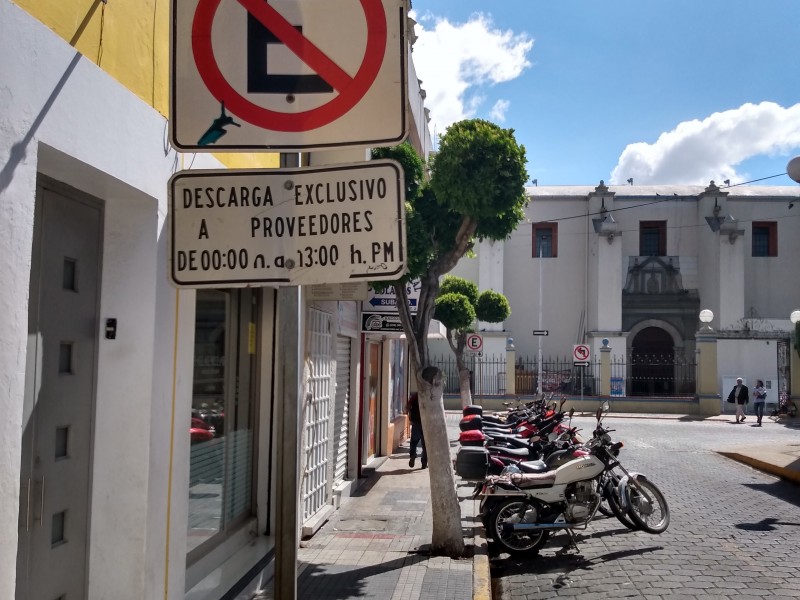 E
DESCARGA EXCLUSIVO
A PROVEEDORES
DE 00:00 h. a 13:00 h. PM
E